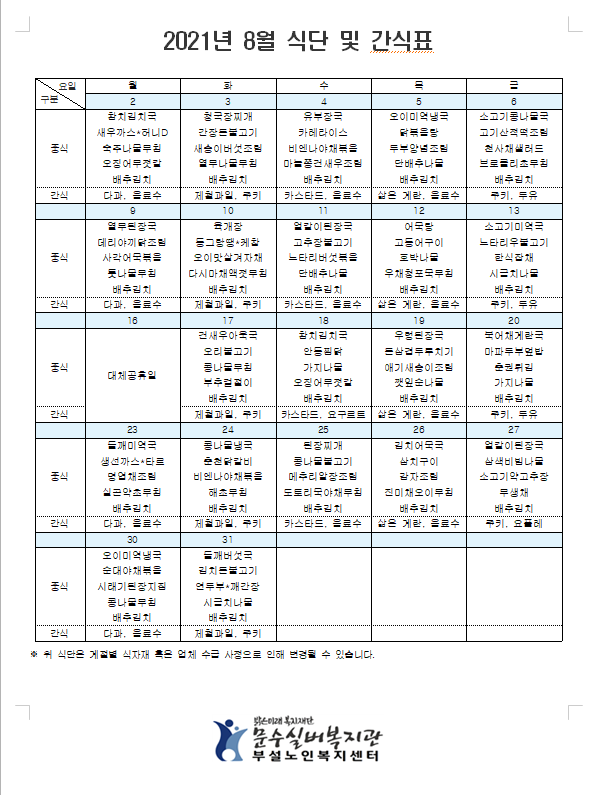 2021년 8월 식단 및 간식표
요일 구분 월 화 수 목 금
2 3 4 5 6
중식
참치김치국 청국장찌개 유부장국 오이미역냉국 소고기콩나물국
새우까스*허니D 간장돈불고기 카레라이스 닭볶음탕 고기산적떡조림
숙주나물무침 새송이버섯조림 비엔나야채볶음 두부양념조림 천사채샐러드
오징어무젓갈 열무나물무침 마늘쫑건새우조림 단배추나물 브로콜리초무침
배추김치 배추김치 배추김치 배추김치 배추김치
간식 다과, 음료수 제철과일, 쿠키 카스타드, 음료수 삶은 계란, 음료수 쿠키, 두유
9 10 11 12 13
중식
열무된장국 육개장 얼갈이된장국 어묵탕 소고기미역국
데리야끼닭조림 동그랑땡*케찹 고추장불고기 고등어구이 느타리우불고기
사각어묵볶음 오이맛살겨자채 느타리버섯볶음 호박나물 한식잡채
톳나물무침 다시마채액젓무침 단배추나물 우채청포묵무침 시금치나물
배추김치 배추김치 배추김치 배추김치 배추김치
간식 다과, 음료수 제철과일, 쿠키 카스타드, 음료수 삶은 계란, 음료수 쿠키, 두유
16 17 18 19 20
중식
대체공휴일
건새우아욱국 참치김치국 우렁된장국 북어채계란국
오리불고기 안동찜닭 돈삼겹두루치기 마파두부덮밥
콩나물무침 가지나물 애기새송이조림 춘권튀김
부추겉절이 오징어무젓갈 깻잎순나물 가지나물
배추김치 배추김치 배추김치 배추김치
간식 제철과일, 쿠키 카스타드, 요구르트 삶은 계란, 음료수 쿠키, 두유
23 24 25 26 27
중식
들깨미역국 콩나물냉국 된장찌개 김치어묵국 얼갈이된장국
생선까스*타르 춘천닭갈비 콩나물불고기 삼치구이 삼색비빔나물
명엽채조림 비엔나야채볶음 메추리알장조림 감자조림 소고기약고추장
실곤약초무침 해초무침 도토리묵야채무침 진미채오이무침 무생채
배추김치 배추김치 배추김치 배추김치 배추김치
간식 다과, 음료수 제철과일, 쿠키 카스타드, 음료수 삶은 계란, 음료수 쿠키, 요플레
30 31
중식
오이미역냉국 들깨버섯국
순대야채볶음 김치돈불고기
시래기된장지짐 연두부*깨간장
콩나물무침 시금치나물
배추김치 배추김치
간식 다과, 음료수 제철과일, 쿠키
※ 위 식단은 계절별 식자재 혹은 업체 수급 사정으로 인해 변경될 수 있습니다.
맑은미래 복지재단
문수실버복지관
부설노인복지센터